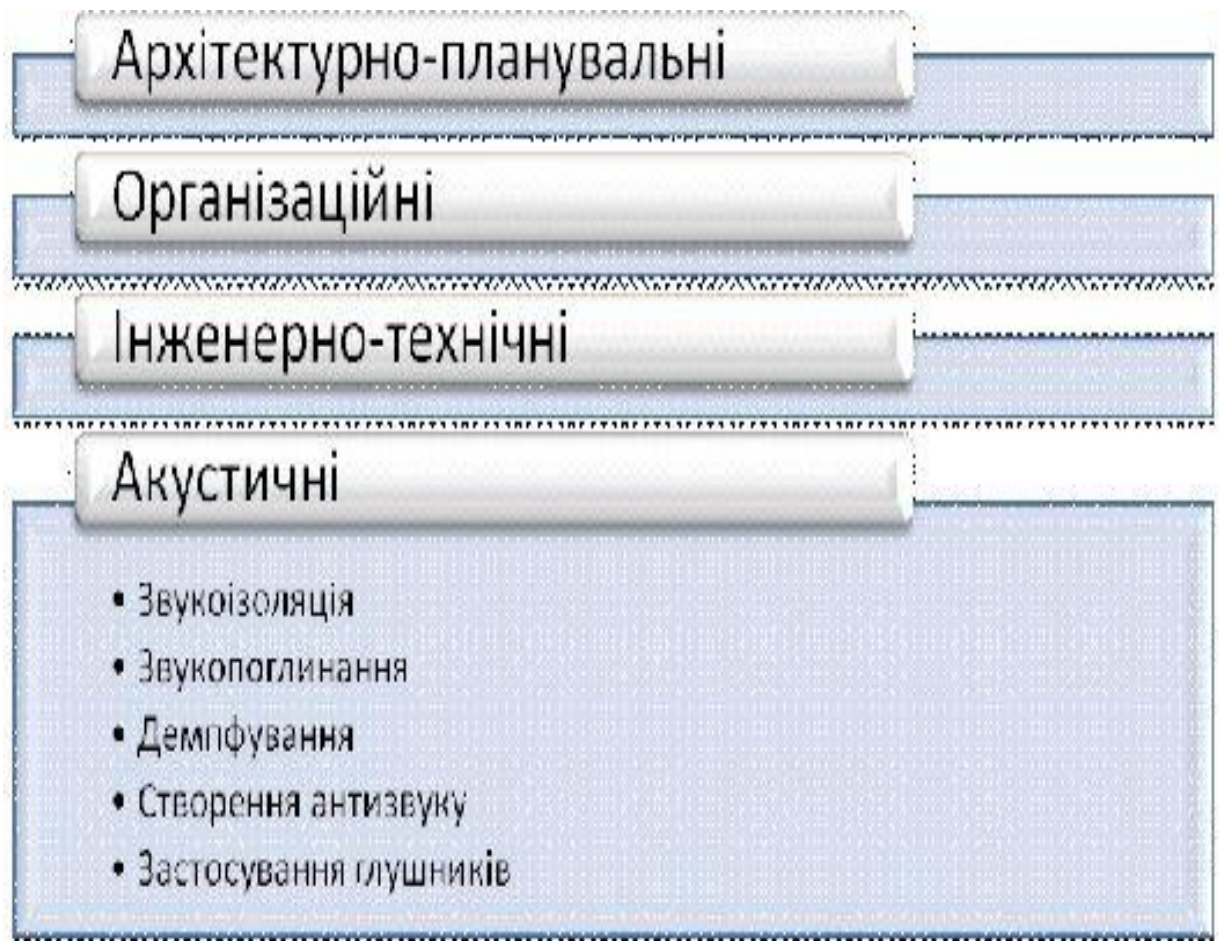 Архітектурно-планувальні
Організаційні
Інженерно-технічні
Акустичні
• Звукоізоляція
• Звукопоглинання
• Демпфування
• Створення антизвуку
• Застосування глушників